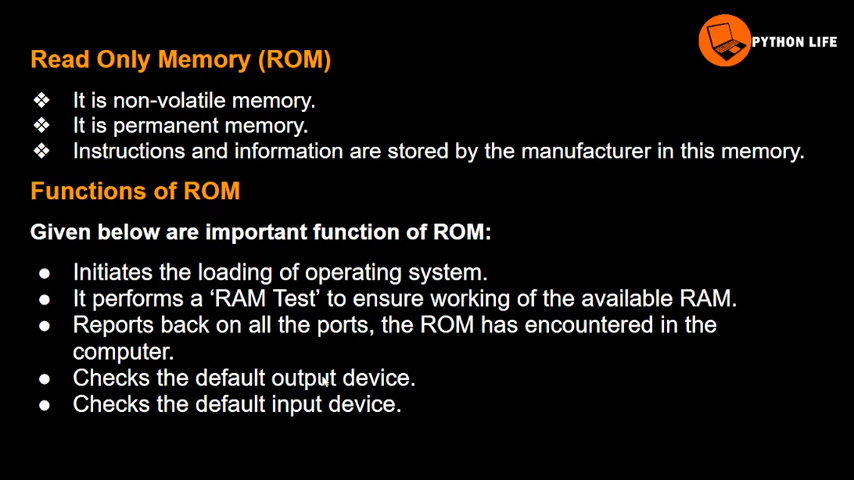 PYTHON LIFE
Read Only Memory (ROM)
❖ It is non-volatile memory.
❖ It is permanent memory.
❖ Instructions and information are stored by the manufacturer in this memory.
Functions of ROM
Given below are important function of ROM:
● Initiates the loading of operating system.
● It performs a ‘RAM Test’ to ensure working of the available RAM.
● Reports back on all the ports, the ROM has encountered in the
computer.
● Checks the default output device.
● Checks the default input device.